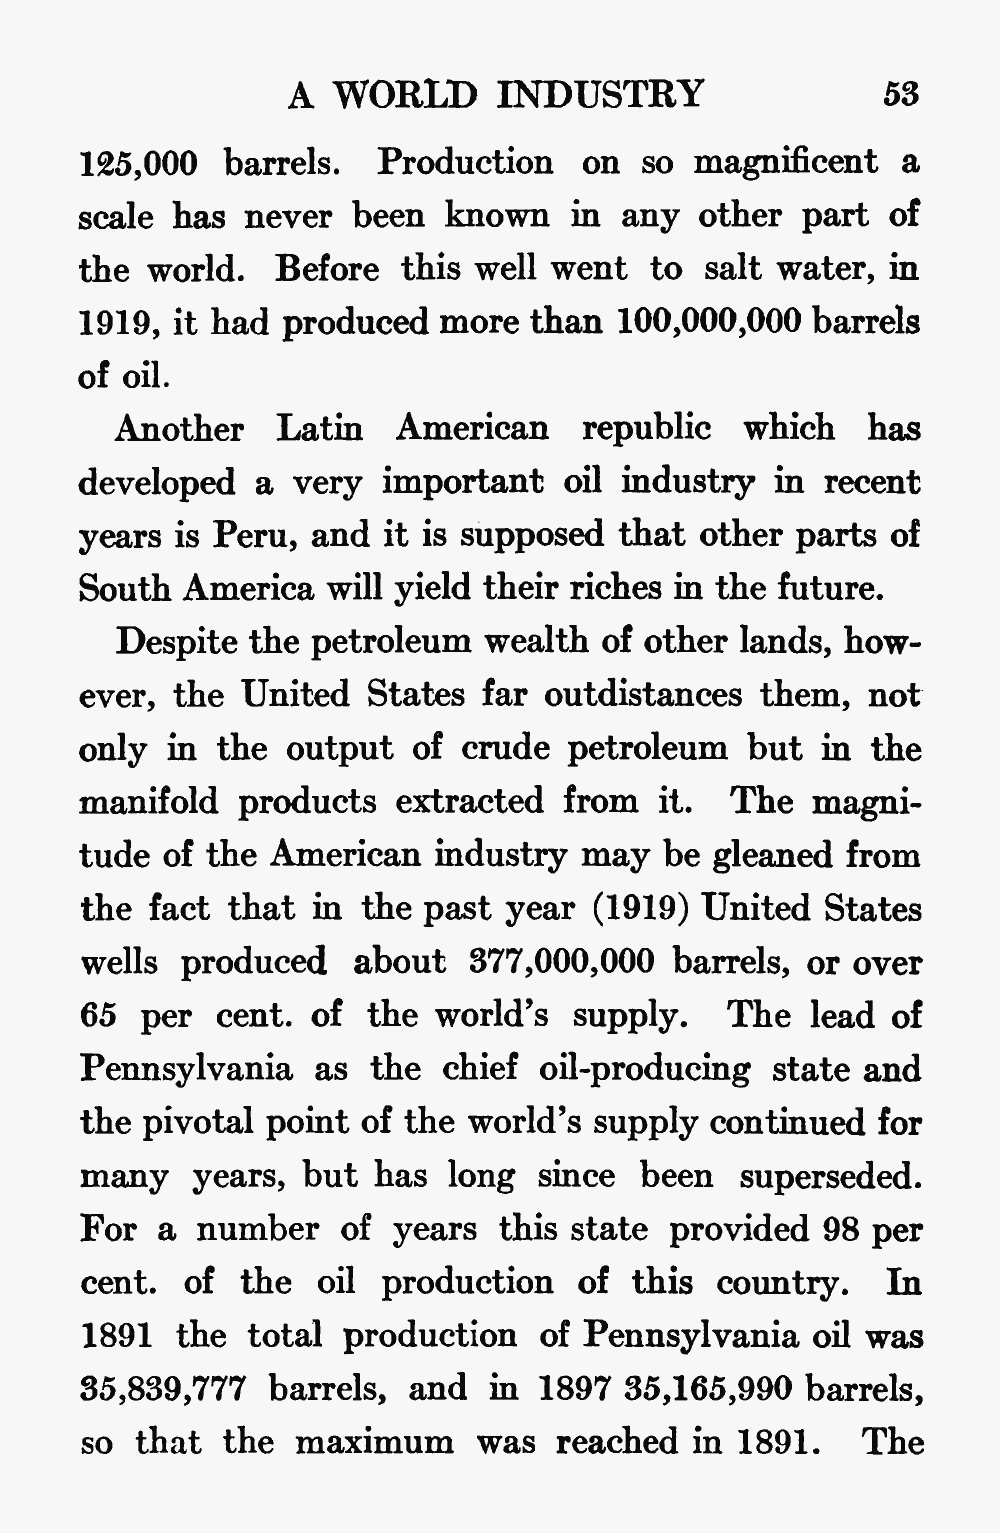 A WORLD INDUSTRY 53
125,000 barrels. Production on so magnificent a
scale has never been known in any other part of
the world. Before this well went to salt water, in
1919, it had produced more than 100,000,000 barrels
of oil.
Another Latin American republic which has
developed a very important oil industry in recent
years is Peru, and it is supposed that other parts of
South America will yield their riches in the future.
Despite the petroleum wealth of other lands, how-
ever, the United States far outdistances them, not
only in the output of crude petroleum but in the
manifold products extracted from it. The magni-
tude of the American industry may be gleaned from
the fact that in the past year (1919) United States
wells produced about 377,000,000 barrels, or over
65 per cent. of the world's supply. The lead of
Pennsylvania as the chief oil-producing state and
the pivotal point of the world's supply continued for
many years, but has long since been superseded.
For a number of years this state provided 98 per
cent. of the oil production of this country. In
1891 the total production of Pennsylvania oil was
35,839,777 barrels, and in 1897 35,165,990 barrels,
so that the maximum was reached in 1891. The